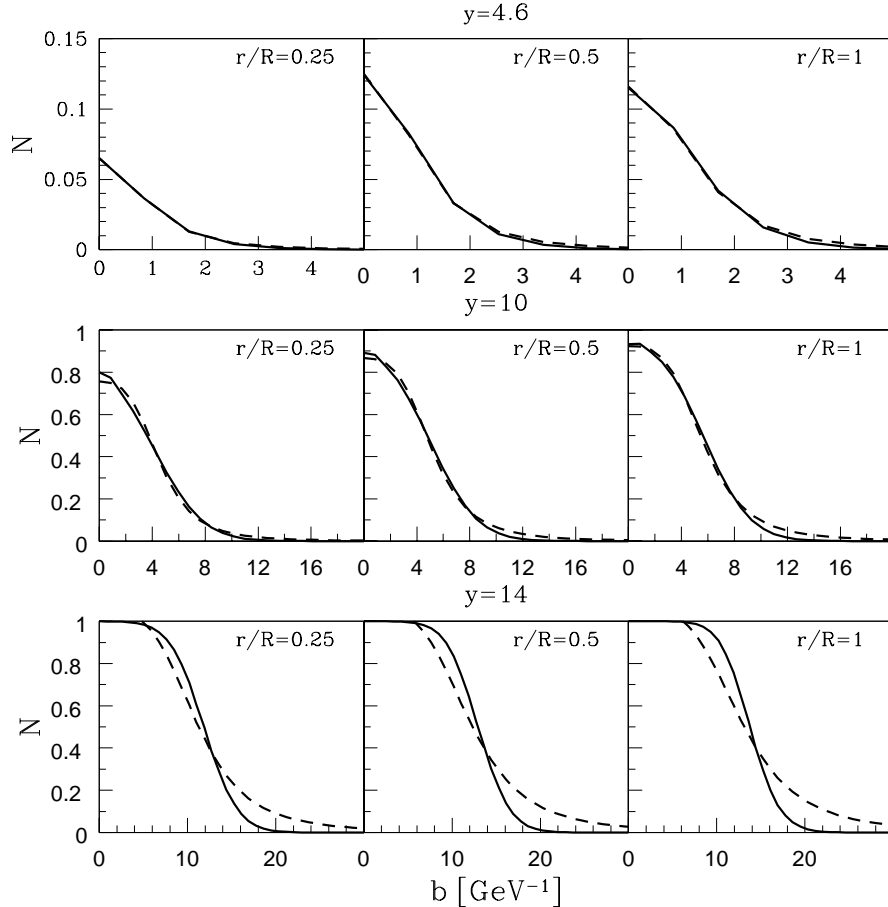 y=4.6
0.15 r/R=0.25 r/R=0.5 r/R=1
0.1
N
0.05
0
0 1 2 3 4 0 1 2 3 4 0 1 2 3 4
y=10
1 r/R=0.25 r/R=0.5 r/R=1
0.8
0.6
N
0.4
0.2
0
0 4 8 12 16 0 4 8 12 16 0 4 8 12 16
y=14
1 r/R=0.25 r/R=0.5 r/R=1
0.8
0.6
N
0.4
0.2
0
0 10 20 0 10 20 0 10 20
b [GeV⁻¹]